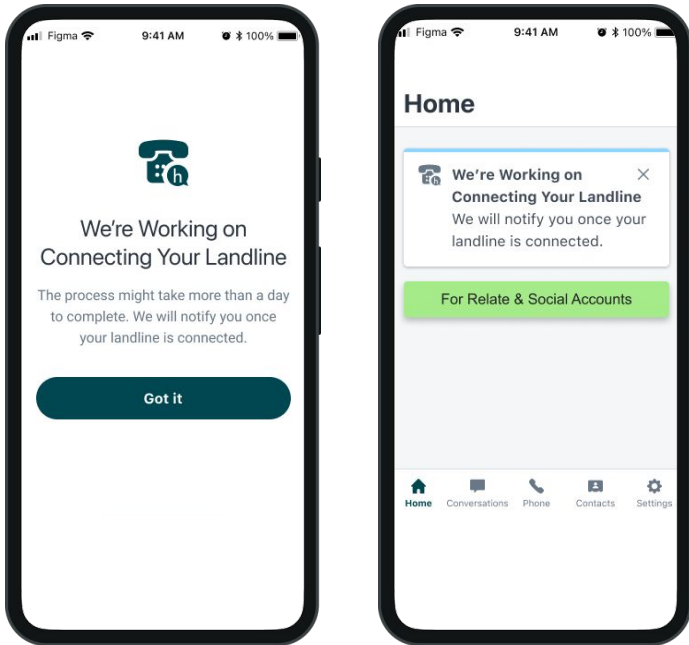 Figma 9:41 AM 100%
h
We're Working on
Connecting Your Landline
The process might take more than a day
to complete. We will notify you once
your landline is connected.
Got it
Figma 9:41 AM 100%
Home
h
We're Working on
Connecting Your Landline
We will notify you once your
landline is connected.
For Relate & Social Accounts
Home Conversations Phone Contacts Settings